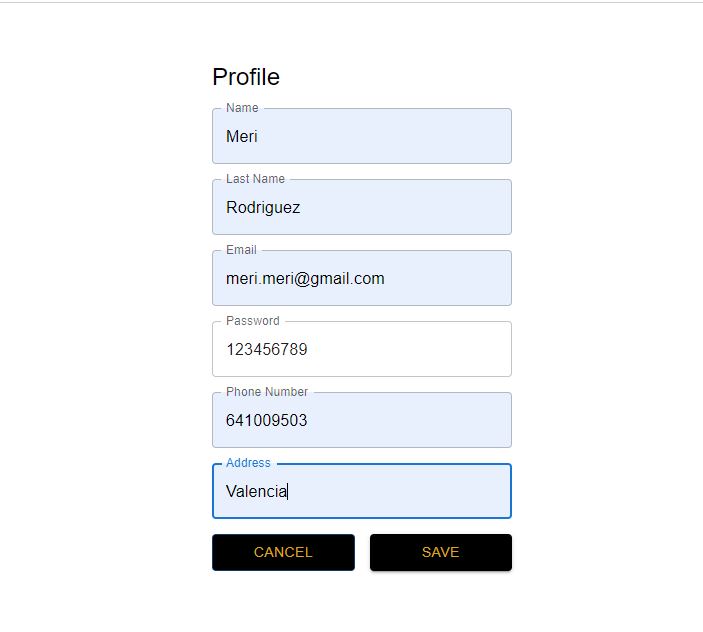 Profile
Name
Meri
Last Name
Rodriguez
Email
meri.meri@gmail.com
Password
123456789
Phone Number
641009503
Address
Valencia
CANCEL SAVE